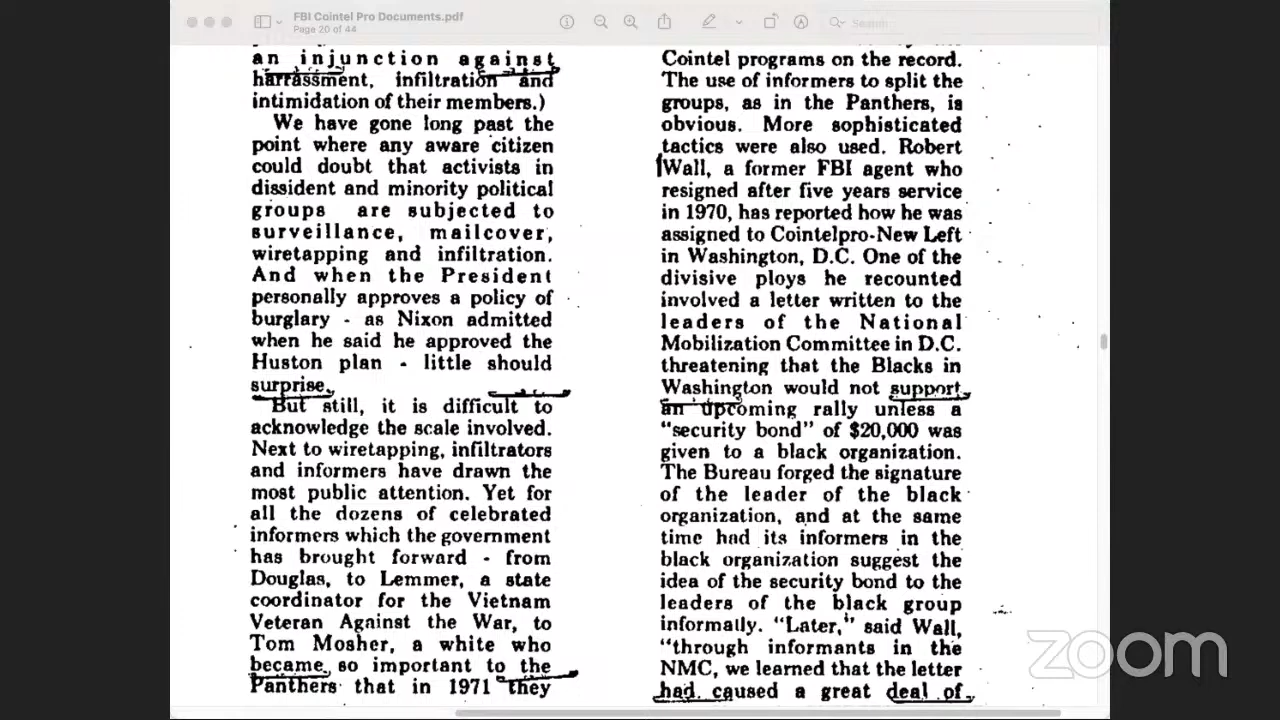 FBI Cointel Pro Documents.pdf
Page 20 of 44
Search
an injunction against
harrassment, infiltration and
intimidation of their members.)
We have gone long past the
point where any aware citizen
could doubt that activists in
dissident and minority political
groups are subjected to
surveillance, mailcover,
wiretapping and infiltration.
And when the President
personally approves a policy of
burglary - as Nixon admitted
when he said he approved the
Huston plan - little should
surprise.
But still, it is difficult to
acknowledge the scale involved.
Next to wiretapping, infiltrators
and informers have drawn the
most public attention. Yet for
all the dozens of celebrated
informers which the government
has brought forward - from
Douglas, to Lemmer, a state
coordinator for the Vietnam
Veteran Against the War, to
Tom Mosher, a white who
became so important to the
Panthers that in 1971 they
Cointel programs on the record.
The use of informers to split the
groups, as in the Panthers, is
obvious. More sophisticated
tactics were also used. Robert
Wall, a former FBI agent who
resigned after five years service
in 1970, has reported how he was
assigned to Cointelpro-New Left
in Washington, D.C. One of the
divisive ploys he recounted
involved a letter written to the
leaders of the National
Mobilization Committee in D.C.
threatening that the Blacks in
Washington would not support
an upcoming rally unless a
"security bond" of $20,000 was
given to a black organization.
The Bureau forged the signature
of the leader of the black
organization, and at the same
time had its informers in the
black organization suggest the
idea of the security bond to the
leaders of the black group
informally. "Later," said Wall,
"through informants in the
NMC, we learned that the letter
had caused a great deal of
zoom